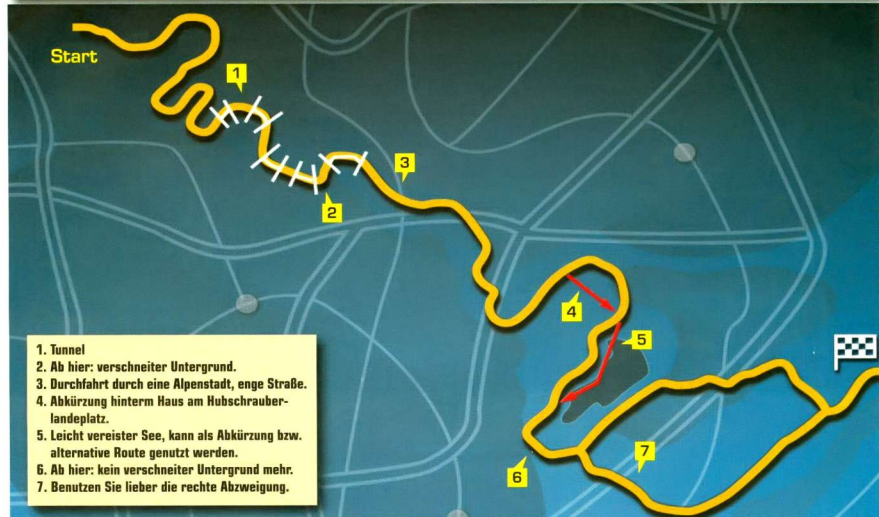 Start
1
2
3
4
5
6
7
1. Tunnel
2. Ab hier: verschneiter Untergrund.
3. Durchfahrt durch eine Alpenstadt, enge Straße.
4. Abkürzung hinterm Haus am Hubschrauber-
landeplatz.
5. Leicht vereister See, kann als Abkürzung bzw.
alternative Route genutzt werden.
6. Ab hier: kein verschneiter Untergrund mehr.
7. Benutzen Sie lieber die rechte Abzweigung.